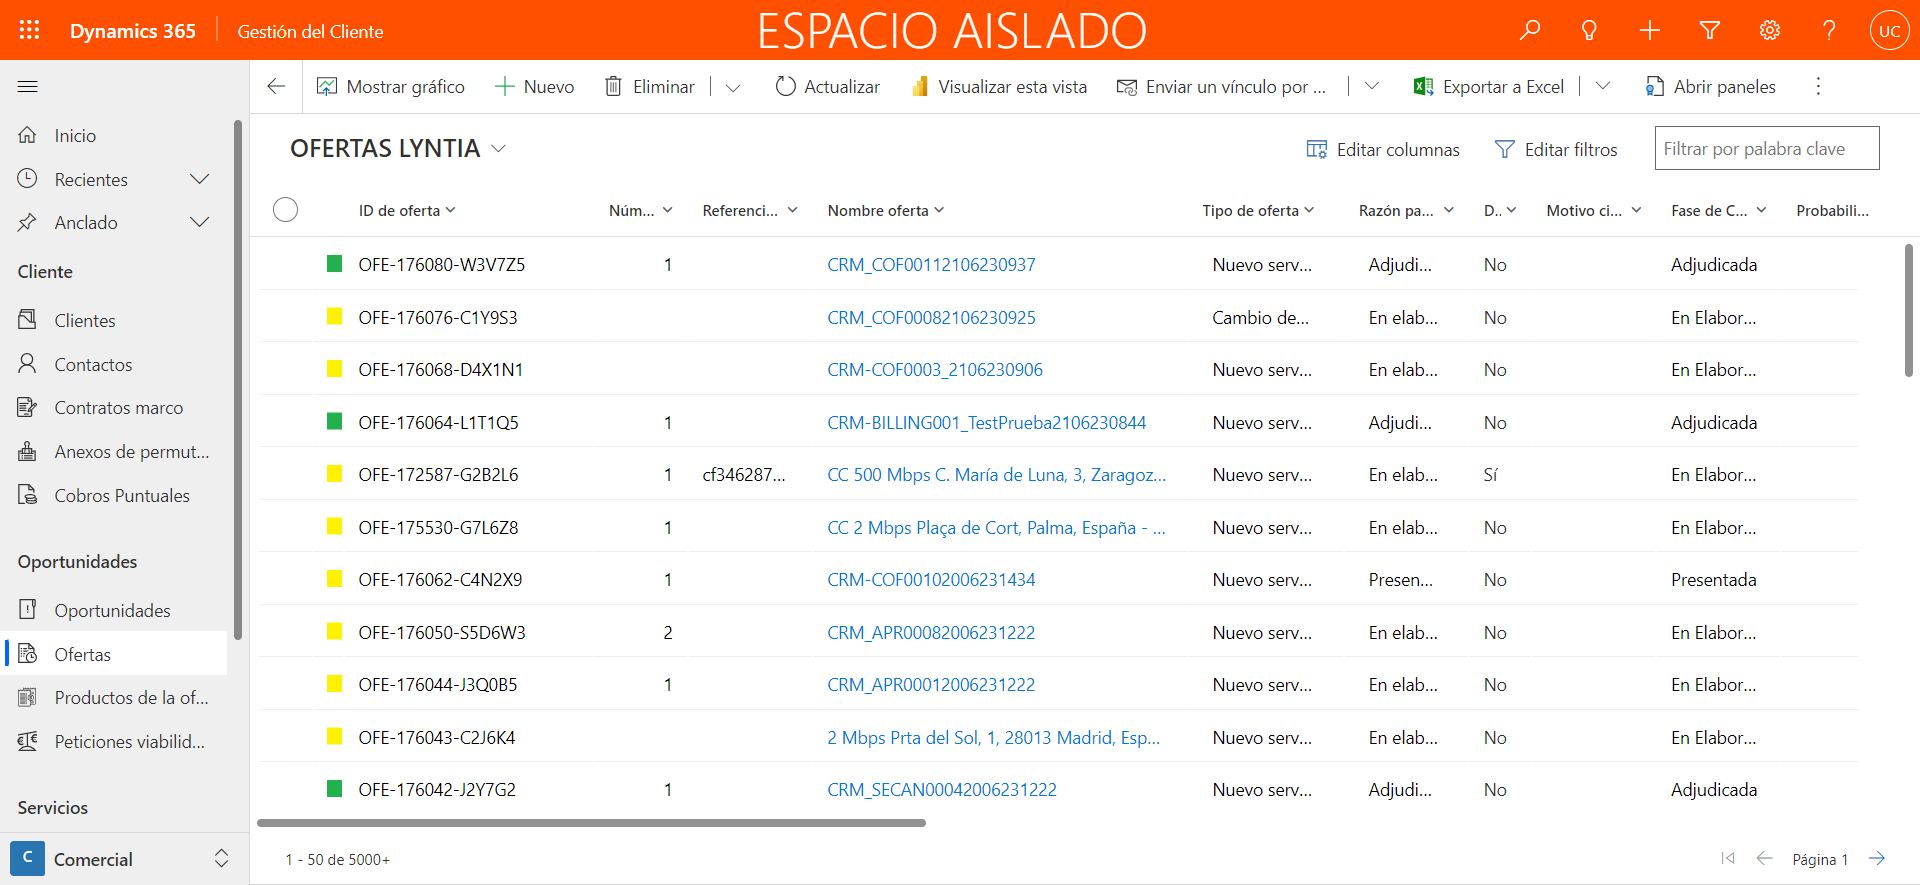 Dynamics 365
Gestión del Cliente
ESPACIO AISLADO
UC
Mostrar gráfico
Nuevo
Eliminar
Actualizar
Visualizar esta vista
Enviar un vínculo por ...
Exportar a Excel
Abrir paneles
Inicio
Recientes
Anclado
Cliente
Clientes
Contactos
Contratos marco
Anexos de permut...
Cobros Puntuales
Oportunidades
Oportunidades
Ofertas
Productos de la of...
Peticiones viabilid...
Servicios
C Comercial
OFERTAS LYNTIA
Editar columnas
Editar filtros
Filtrar por palabra clave
ID de oferta Núm... Referenci... Nombre oferta Tipo de oferta Razón pa... D.. Motivo ci... Fase de C... Probabili...
OFE-176080-W3V7Z5 1 CRM_COF00112106230937 Nuevo serv... Adjudi... No Adjudicada
OFE-176076-C1Y9S3 CRM_COF00082106230925 Cambio de... En elab... No En Elabor...
OFE-176068-D4X1N1 CRM-COF0003_2106230906 Nuevo serv... En elab... No En Elabor...
OFE-176064-L1T1Q5 1 CRM-BILLING001_TestPrueba2106230844 Nuevo serv... Adjudi... No Adjudicada
OFE-172587-G2B2L6 1 cf346287... CC 500 Mbps C. María de Luna, 3, Zaragoz... Nuevo serv... En elab... Sí En Elabor...
OFE-175530-G7L6Z8 1 CC 2 Mbps Plaça de Cort, Palma, España - ... Nuevo serv... En elab... No En Elabor...
OFE-176062-C4N2X9 1 CRM-COF00102006231434 Nuevo serv... Presen... No Presentada
OFE-176050-S5D6W3 2 CRM_APR00082006231222 Nuevo serv... En elab... No En Elabor...
OFE-176044-J3Q0B5 1 CRM_APR00012006231222 Nuevo serv... En elab... No En Elabor...
OFE-176043-C2J6K4 2 Mbps Prta del Sol, 1, 28013 Madrid, Esp... Nuevo serv... En elab... No En Elabor...
OFE-176042-J2Y7G2 1 CRM_SECAN00042006231222 Nuevo serv... Adjudi... No Adjudicada
1 - 50 de 5000+
Página 1